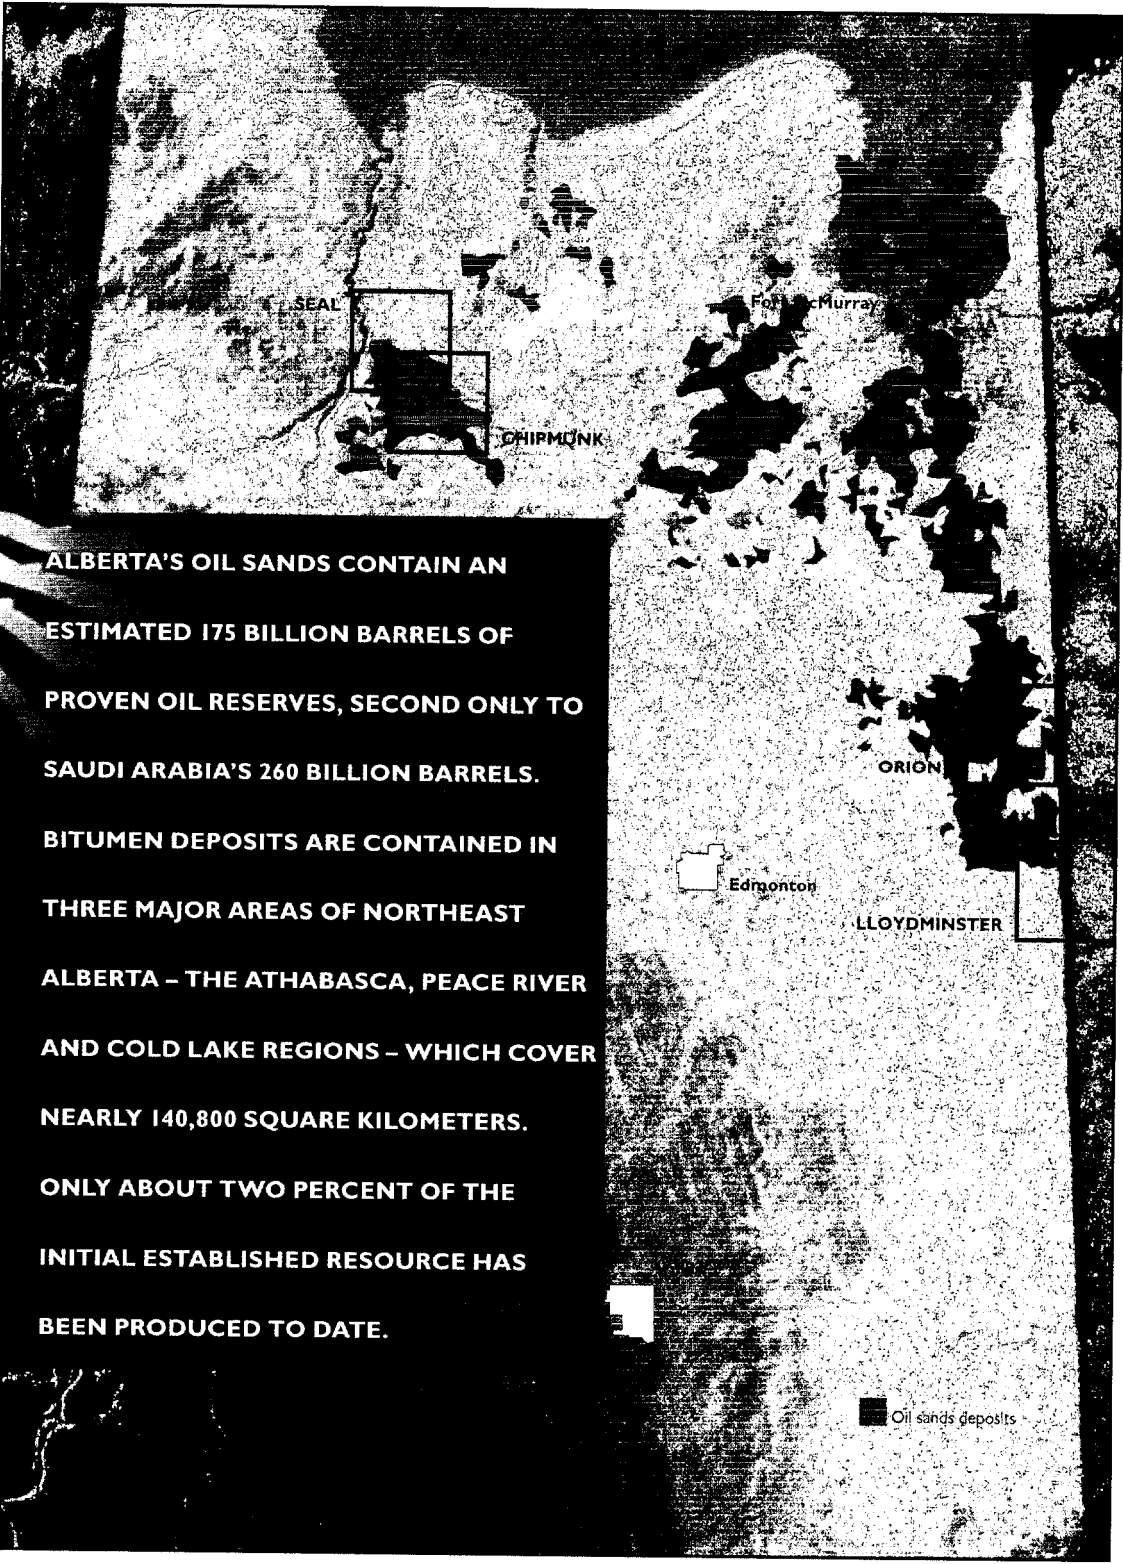 SEAL
Fort McMurray
CHIPMUNK
ALBERTA'S OIL SANDS CONTAIN AN
ESTIMATED 175 BILLION BARRELS OF
PROVEN OIL RESERVES, SECOND ONLY TO
SAUDI ARABIA'S 260 BILLION BARRELS.
BITUMEN DEPOSITS ARE CONTAINED IN
THREE MAJOR AREAS OF NORTHEAST
ALBERTA – THE ATHABASCA, PEACE RIVER
AND COLD LAKE REGIONS – WHICH COVER
NEARLY 140,800 SQUARE KILOMETERS.
ONLY ABOUT TWO PERCENT OF THE
INITIAL ESTABLISHED RESOURCE HAS
BEEN PRODUCED TO DATE.
ORION
Edmonton
LLOYDMINSTER
Oil sands deposits